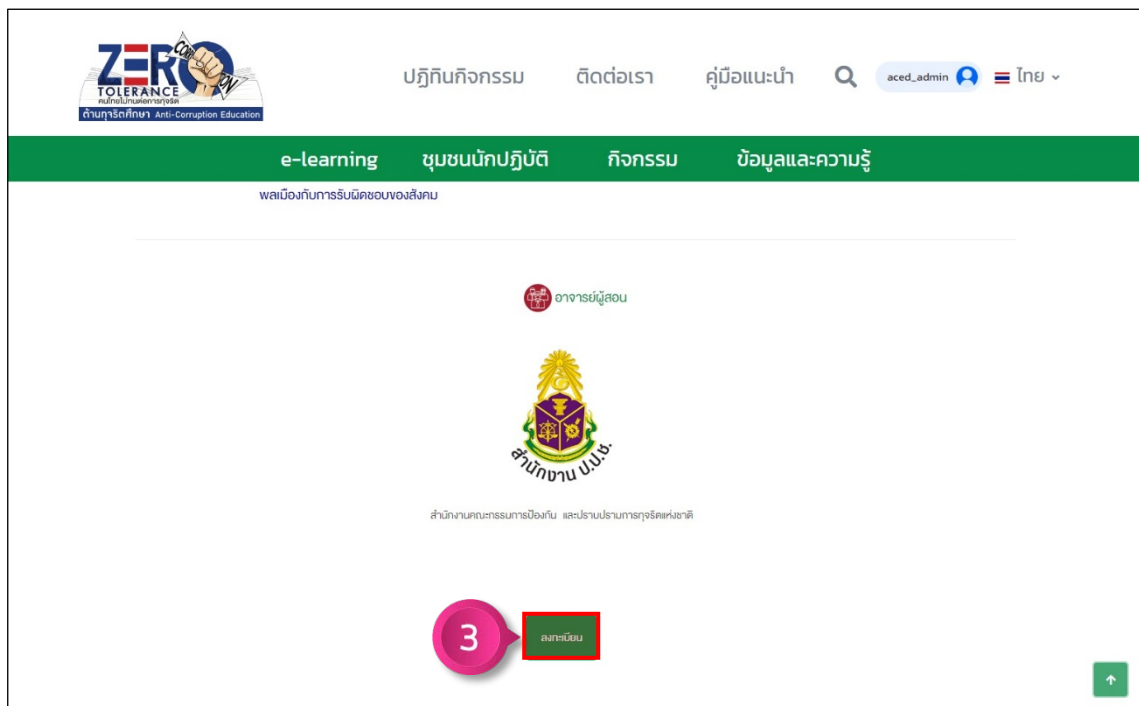 ZERO
CORRUPTION
TOLERANCE
คนไทยไม่ทนต่อการทุจริต
ต้านทุจริตศึกษา Anti-Corruption Education
ปฏิทินกิจกรรม ติดต่อเรา คู่มือแนะนำ aced_admin ไทย
e-learning ชุมชนนักปฏิบัติ กิจกรรม ข้อมูลและความรู้
พลเมืองกับการรับผิดชอบของสังคม
อาจารย์ผู้สอน
สำนักงาน ป.ป.ช.
สำนักงานคณะกรรมการป้องกัน และปราบปรามการทุจริตแห่งชาติ
3 ลงทะเบียน